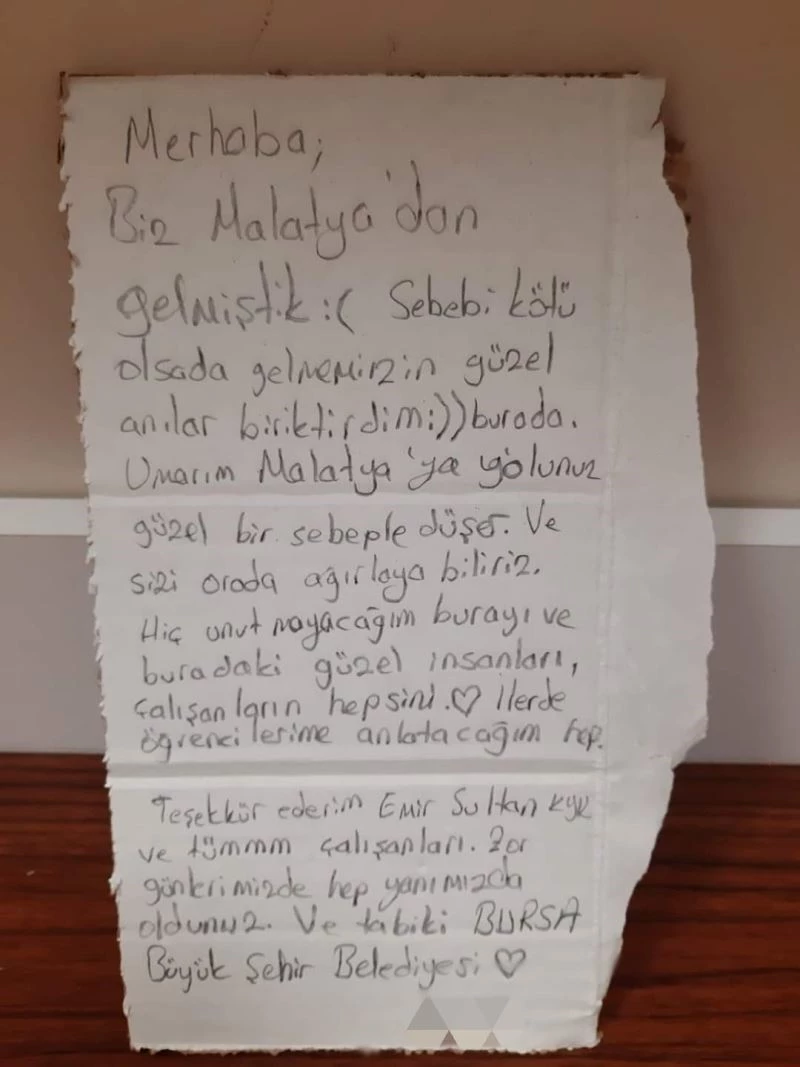 Merhaba;
Biz Malatya'dan
gelmiştik :( Sebebi kötü
olsada gelmemizin güzel
anılar biriktirdim :)) burada.
Umarım Malatya'ya yolunuz
güzel bir sebeple düşer. Ve
sizi orada ağırlaya biliriz.
Hiç unut mayacağım burayı ve
buradaki güzel insanları,
çalışanların hepsini.♡ İlerde
öğrencilerime anlatacağım hep.
Teşekkür ederim Emir Sultan KYK
ve tümmm çalışanları. Zor
günlerimizde hep yanımızda
oldunuz. Ve tabiki BURSA
Büyük Şehir Belediyesi ♡